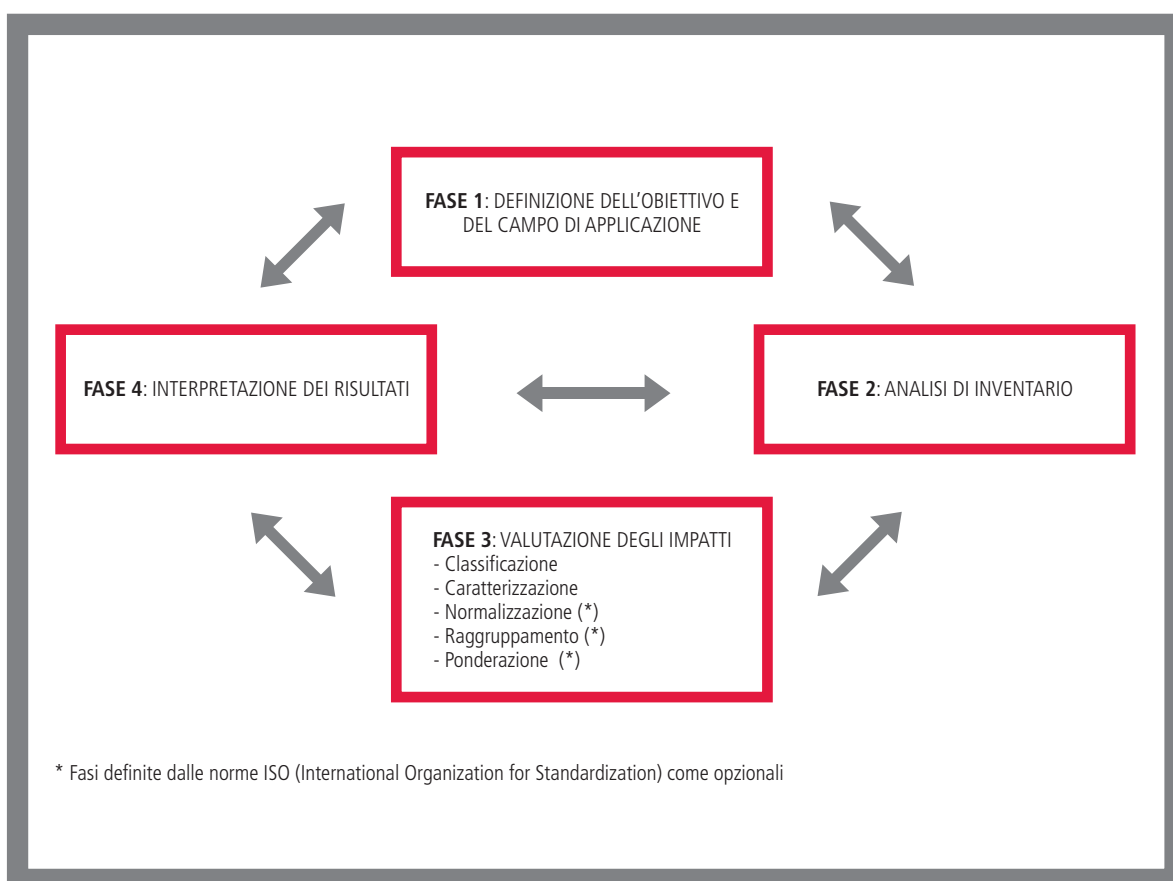 FASE 1: DEFINIZIONE DELL'OBIETTIVO E
DEL CAMPO DI APPLICAZIONE
FASE 4: INTERPRETAZIONE DEI RISULTATI
FASE 2: ANALISI DI INVENTARIO
FASE 3: VALUTAZIONE DEGLI IMPATTI
- Classificazione
- Caratterizzazione
- Normalizzazione (*)
- Raggruppamento (*)
- Ponderazione (*)
* Fasi definite dalle norme ISO (International Organization for Standardization) come opzionali